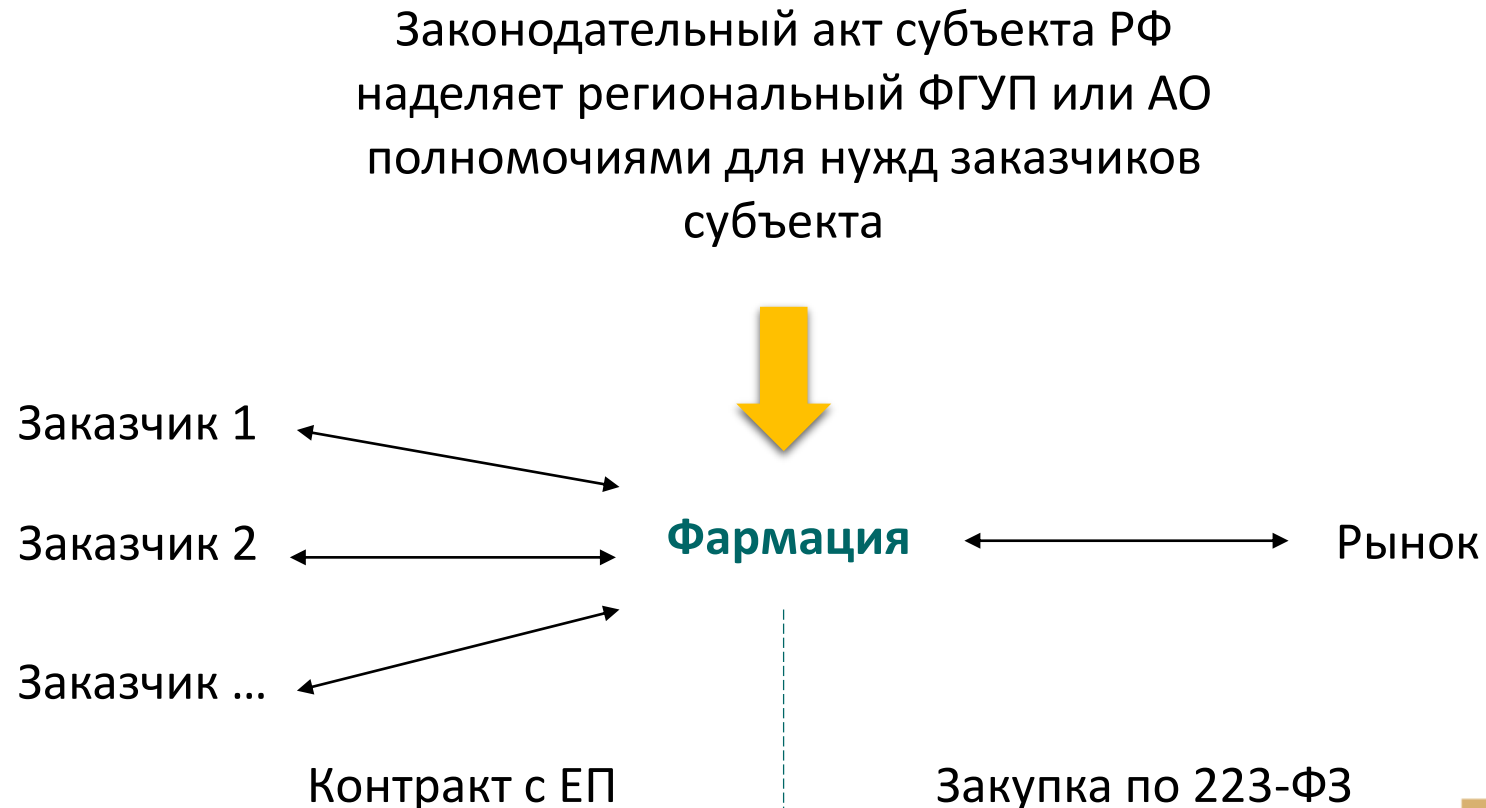 Законодательный акт субъекта РФ
наделяет региональный ФГУП или АО
полномочиями для нужд заказчиков
субъекта
Заказчик 1
Заказчик 2
Фармация
Рынок
Заказчик ...
Контракт с ЕП
Закупка по 223-ФЗ